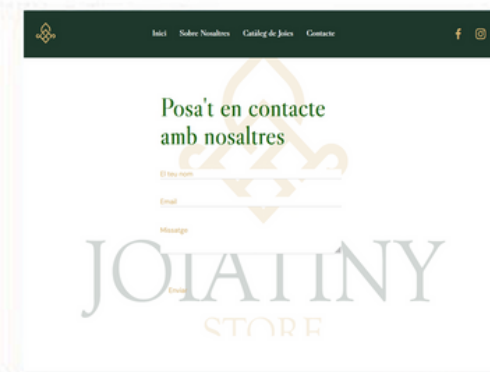 Inici Sobre Nosaltres Catàleg de Joies Contacte
Posa't en contacte
amb nosaltres
El teu nom
Email
Missatge
JOIATINY
Enviar
STORE